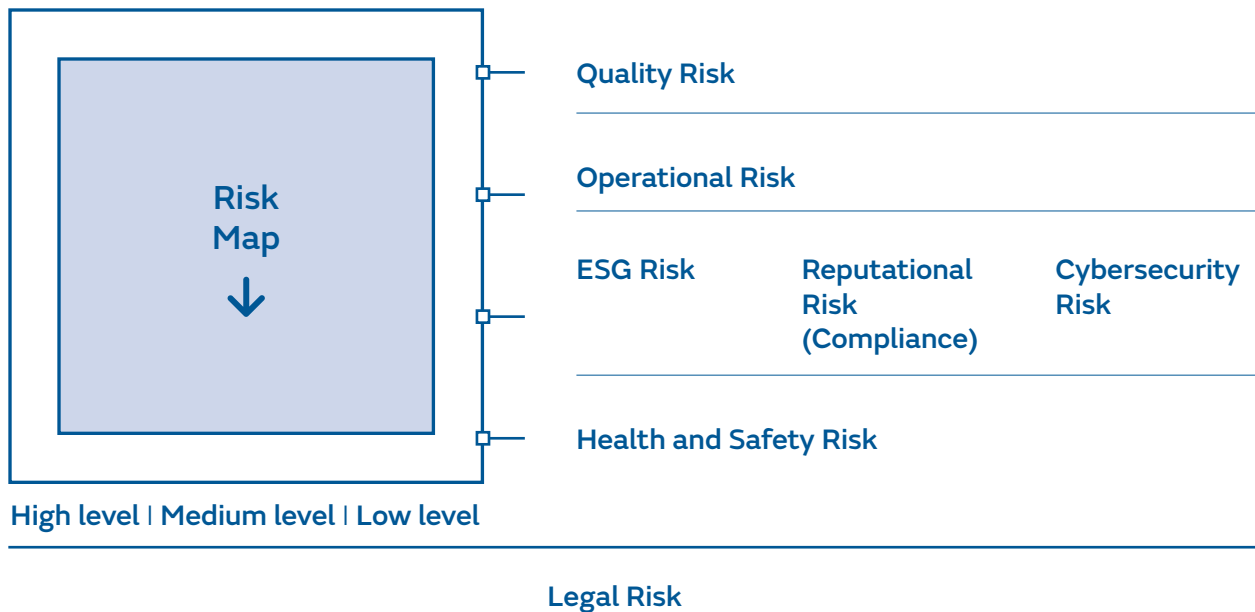 Risk
Map
Quality Risk
Operational Risk
ESG Risk
Reputational
Risk
(Compliance)
Cybersecurity
Risk
Health and Safety Risk
High level | Medium level | Low level
Legal Risk